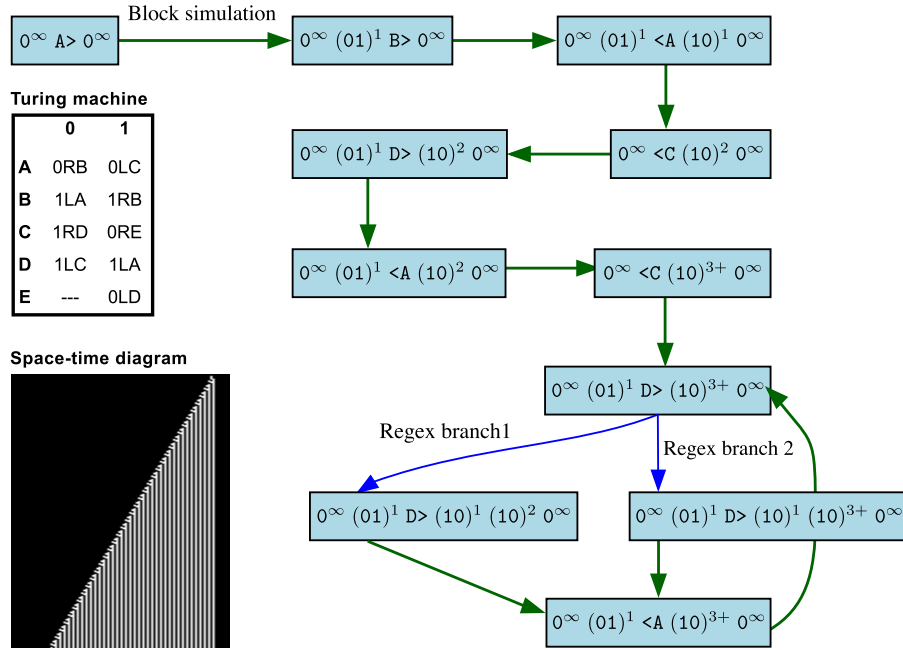 Block simulation
0^∞ A> 0^∞
0^∞ (01)^1 B> 0^∞
0^∞ (01)^1 <A (10)^1 0^∞
Turing machine
0 1
A 0RB 0LC
B 1LA 1RB
C 1RD 0RE
D 1LC 1LA
E --- 0LD
0^∞ (01)^1 D> (10)^2 0^∞
0^∞ <C (10)^2 0^∞
0^∞ (01)^1 <A (10)^2 0^∞
0^∞ <C (10)^{3+} 0^∞
Space-time diagram
0^∞ (01)^1 D> (10)^{3+} 0^∞
Regex branch1
Regex branch 2
0^∞ (01)^1 D> (10)^1 (10)^2 0^∞
0^∞ (01)^1 D> (10)^1 (10)^{3+} 0^∞
0^∞ (01)^1 <A (10)^{3+} 0^∞